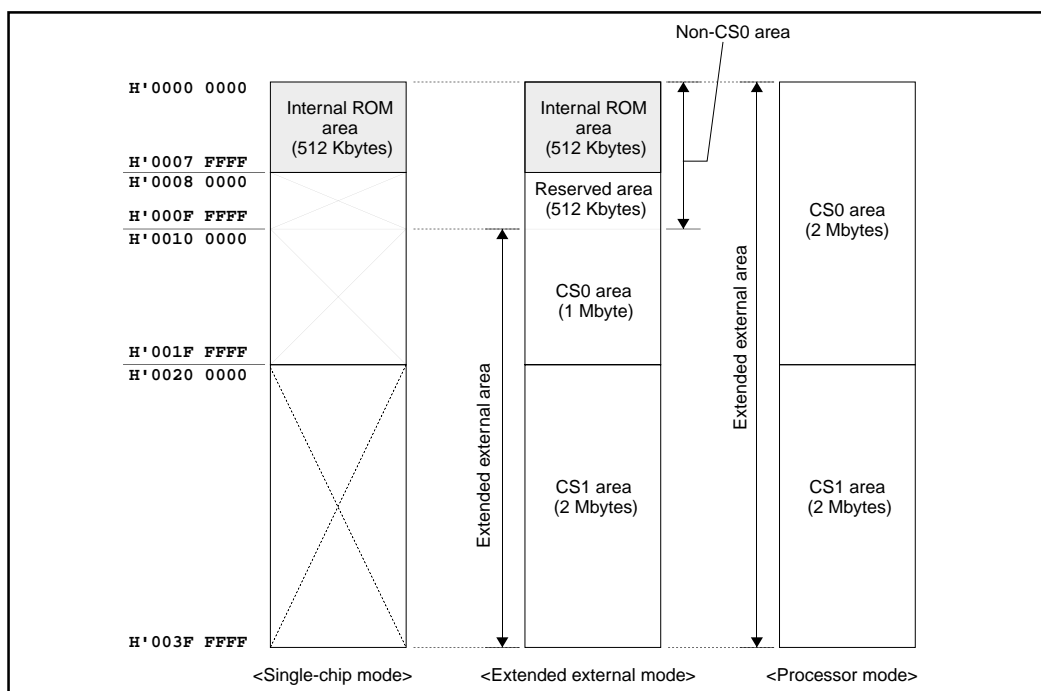 Non-CS0 area
H'0000 0000
H'0007 FFFF
H'0008 0000
H'000F FFFF
H'0010 0000
H'001F FFFF
H'0020 0000
H'003F FFFF
Internal ROM
area
(512 Kbytes)
<Single-chip mode>
Extended external area
Internal ROM
area
(512 Kbytes)
Reserved area
(512 Kbytes)
CS0 area
(1 Mbyte)
CS1 area
(2 Mbytes)
<Extended external mode>
Extended external area
CS0 area
(2 Mbytes)
CS1 area
(2 Mbytes)
<Processor mode>